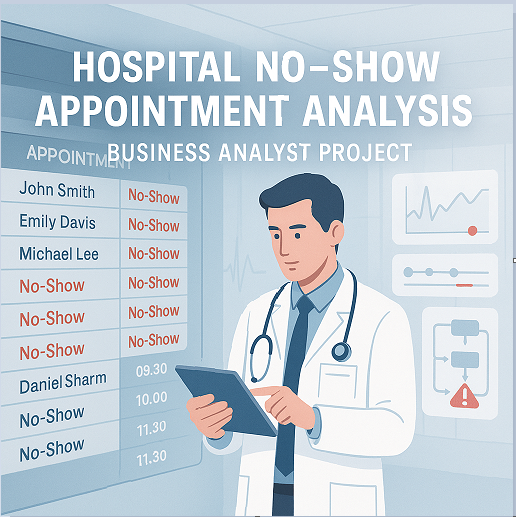 HOSPITAL NO-SHOW
APPOINTMENT ANALYSIS
BUSINESS ANALYST PROJECT
APPOINTMENT
John Smith No-Show
Emily Davis No-Show
Michael Lee No-Show
No-Show No-Show
No-Show No-Show
No-Show No-Show
Daniel Sharm 09.30
No-Show 10.00
No-Show 11.30
11.30